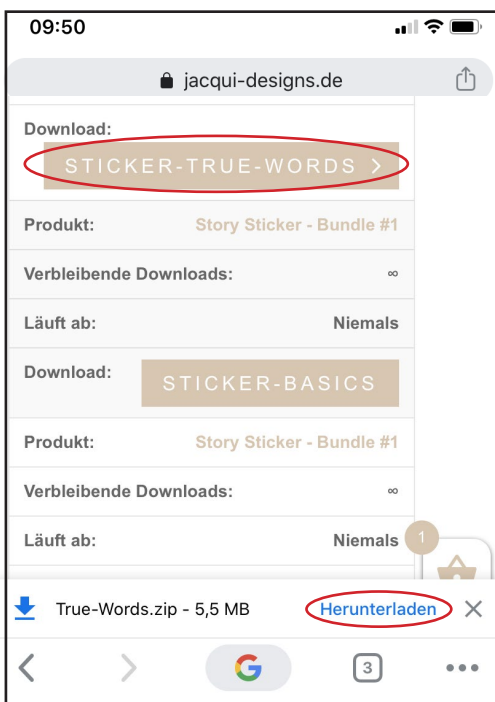 09:50
jacqui-designs.de
Download:
STICKER-TRUE-WORDS >
Produkt: Story Sticker - Bundle #1
Verbleibende Downloads: ∞
Läuft ab: Niemals
Download:
STICKER-BASICS
Produkt: Story Sticker - Bundle #1
Verbleibende Downloads: ∞
Läuft ab: Niemals
1
True-Words.zip - 5,5 MB Herunterladen
G 3